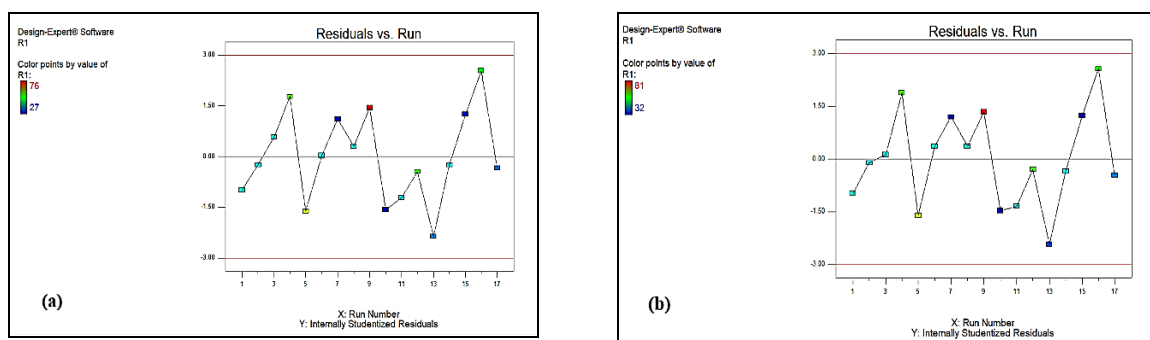 Design-Expert® Software
R1
Color points by value of
R1:
76
27
Residuals vs. Run
3.00
1.50
0.00
-1.50
-3.00
1 3 5 7 9 11 13 15 17
X: Run Number
Y: Internally Studentized Residuals
(a)
Design-Expert® Software
R1
Color points by value of
R1:
81
32
Residuals vs. Run
3.00
1.50
0.00
-1.50
-3.00
1 3 5 7 9 11 13 15 17
X: Run Number
Y: Internally Studentized Residuals
(b)